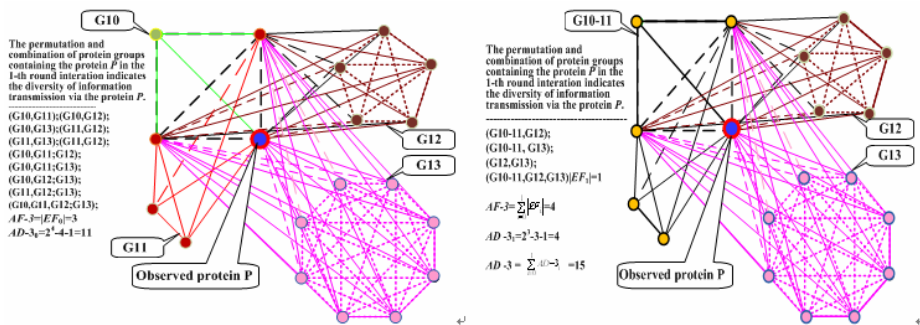 G10
The permutation and
combination of protein groups
containing the protein P in the
1-th round interation indicates
the diversity of information
transmission via the protein P.
(G10,G11);(G10,G12);
(G10,G13);(G11,G12);
(G11,G13);(G11,G12);
(G10,G11;G12);
(G10,G11;G13);
(G10,G12;G13);
(G11,G12;G13);
(G10,G11,G12;G13);
AF-3=|EF₀|=3
AD-3₀=2⁴-4-1=11
G11
G12
G13
Observed protein P
G10-11
The permutation and
combination of protein groups
containing the protein P in the
1-th round interation indicates
the diversity of information
transmission via the protein P.
(G10-11,G12);
(G10-11, G13);
(G12,G13);
(G10-11,G12,G13)|EF₁|=1
AF-3=∑|EF|=4
AD -3₁=2³-3-1=4
AD -3 = ∑ AD-3 =15
G12
G13
Observed protein P